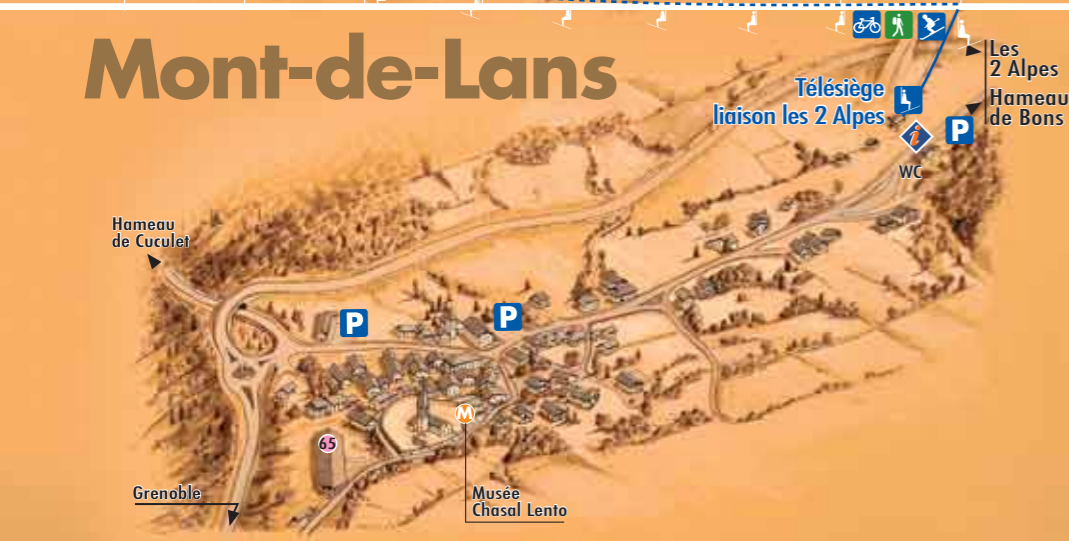 Mont-de-Lans
Les
2 Alpes
Télésiège
liaison les 2 Alpes
Hameau
de Bons
P
i
WC
Hameau
de Cuculet
P
P
M
65
Grenoble
Musée
Chasal Lento